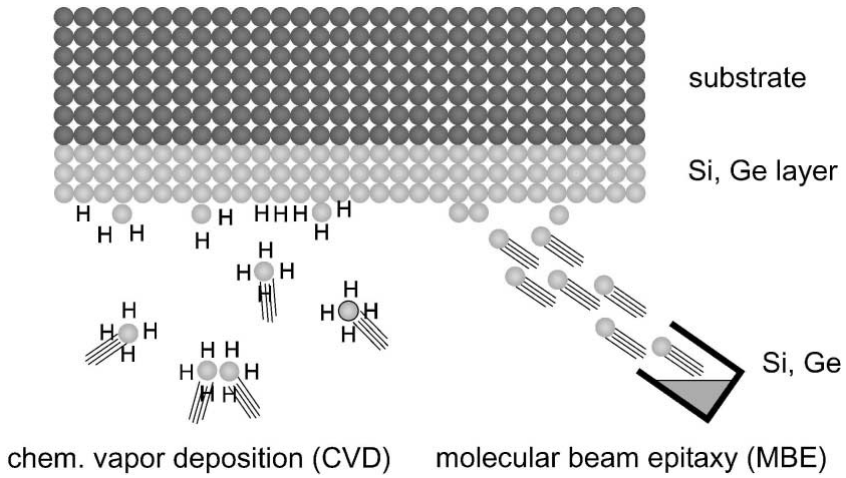 substrate
Si, Ge layer
H H H H H H
H H H
H
H
H H
H
H
H H
H
H H
H
H H
H H
H H
Si, Ge
chem. vapor deposition (CVD)
molecular beam epitaxy (MBE)